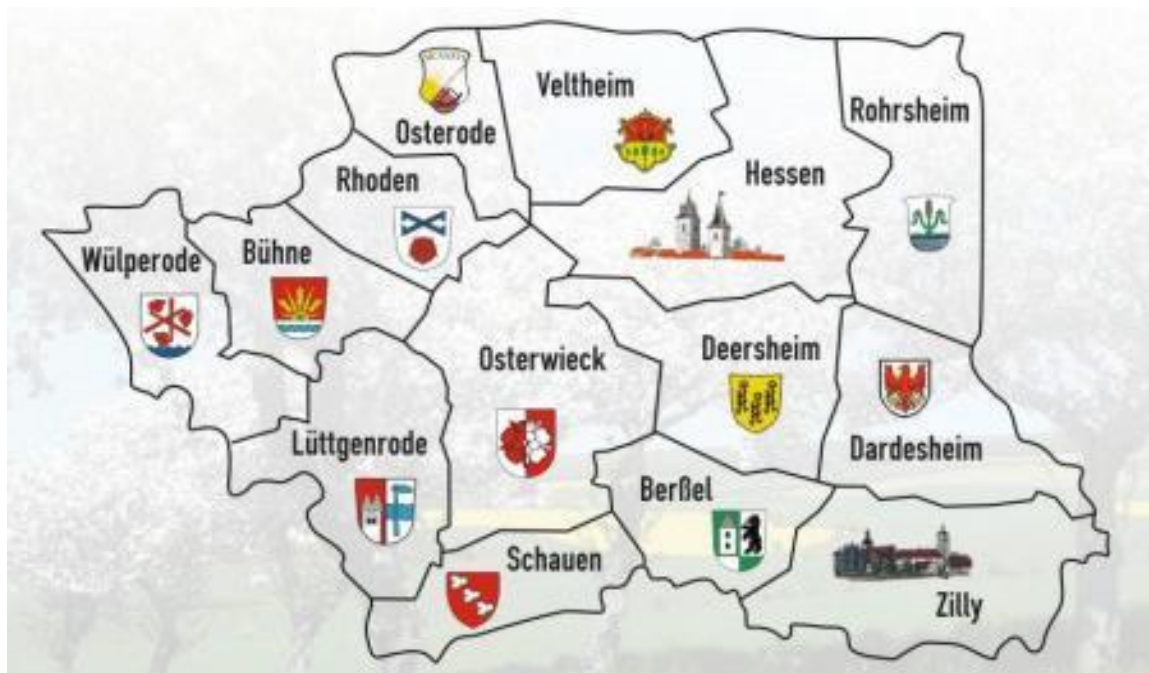 Veltheim
Rohrsheim
Osterode
Hessen
Rhoden
Bühne
Wülperode
Deersheim
Osterwieck
Dardesheim
Lüttgenrode
Berßel
Schauen
Zilly